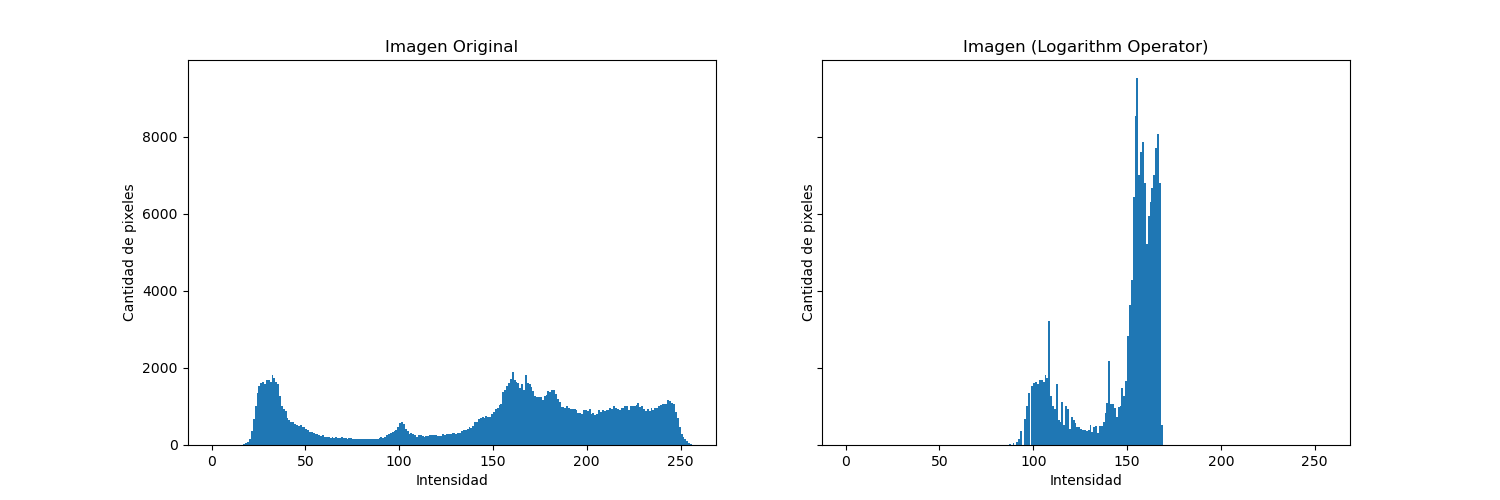 Imagen Original
Cantidad de pixeles
8000
6000
4000
2000
0
0 50 100 150 200 250
Intensidad
Imagen (Logarithm Operator)
Cantidad de pixeles
0 50 100 150 200 250
Intensidad